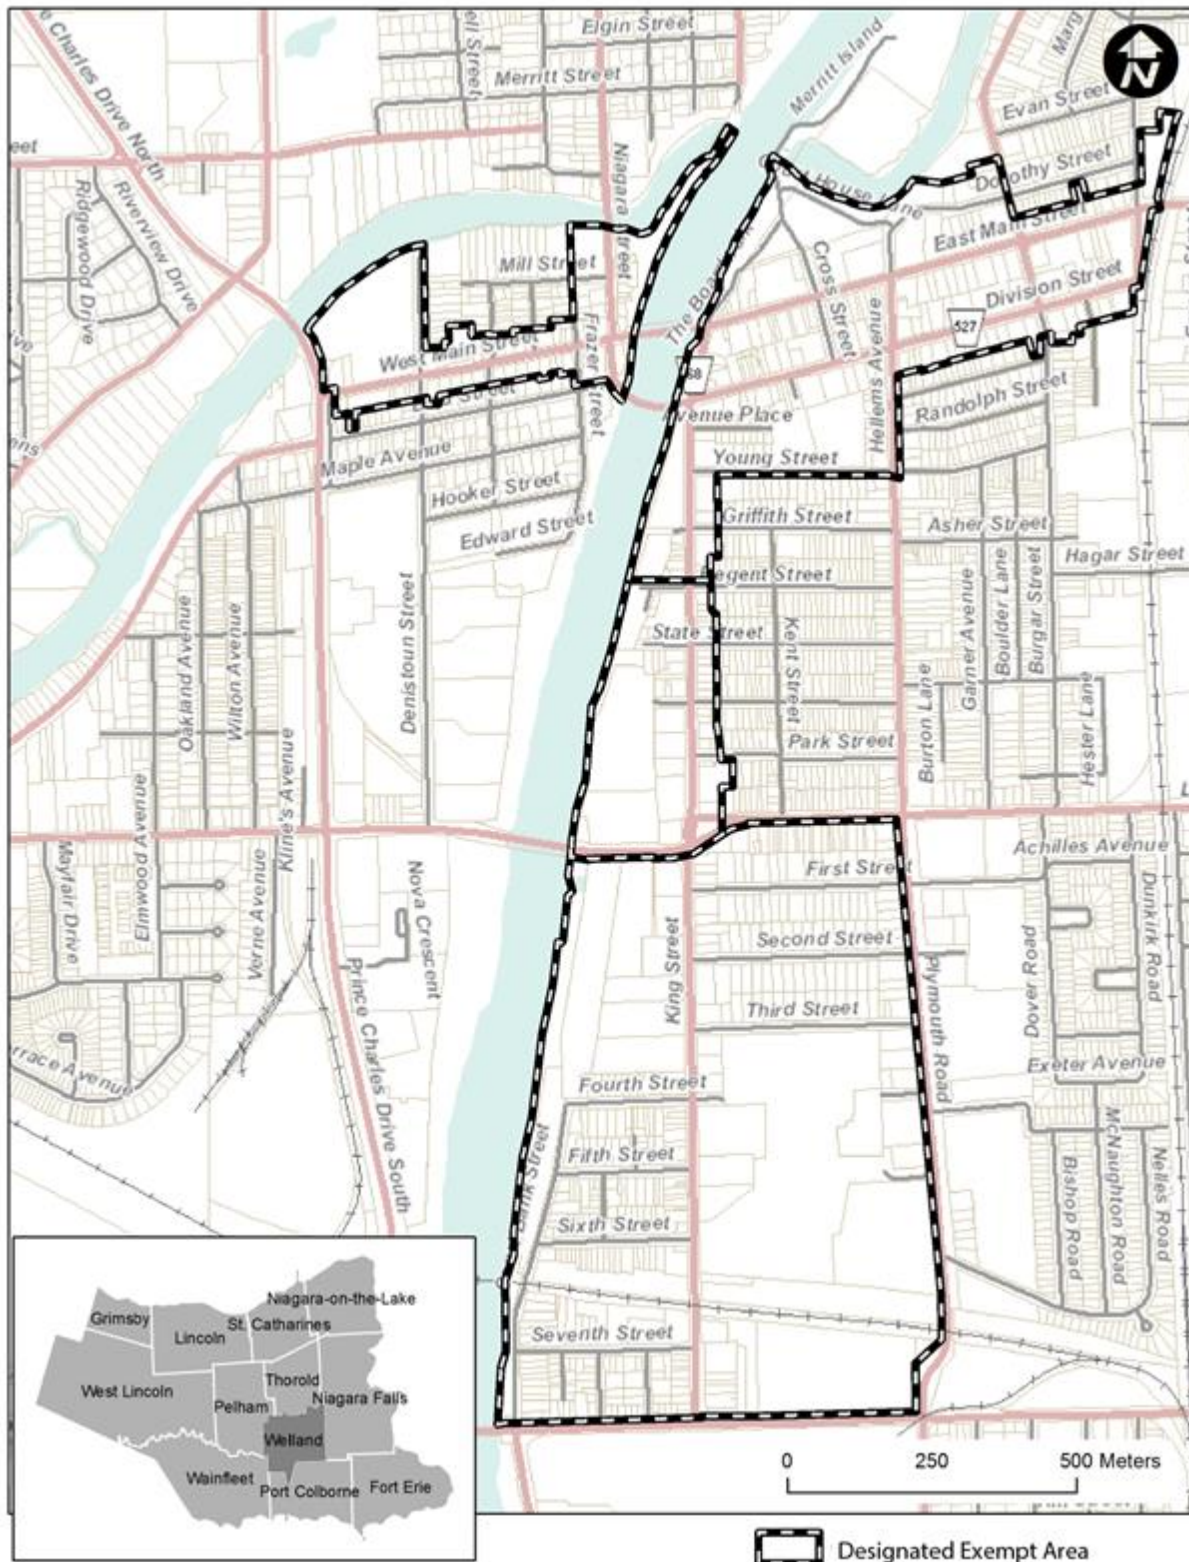 Elgin Street
Merritt Street
Merritt Island
N
Charles Drive North
Evan Street
Dorothy Street
Niagara Street
Ridgewood Drive
Riverview Drive
East Main Street
Mill Street
Cross Street
Division Street
527
Hellems Avenue
West Main Street
Frazer Street
Randolph Street
Avenue Place
Maple Avenue
Young Street
Hooker Street
Griffith Street
Asher Street
Edward Street
Hagar Street
Regent Street
State Street
Kent Street
Garner Avenue
Boulder Lane
Burgar Street
Oakland Avenue
Wilton Avenue
Denistoun Street
Park Street
Burton Lane
Hester Lane
Elmwood Avenue
Kline's Avenue
Mayfair Drive
Verne Avenue
Nova Crescent
First Street
Achilles Avenue
Second Street
King Street
Dover Road
Dunkirk Road
Third Street
Plymouth Road
Prince Charles Drive South
Exeter Avenue
Fourth Street
Fifth Street
Sixth Street
McNaughton Road
Bishop Road
Nelles Road
Seventh Street
Grimsby
Lincoln
St. Catharines
Niagara-on-the-Lake
West Lincoln
Pelham
Thorold
Niagara Falls
Welland
Wainfleet
Port Colborne
Fort Erie
0 250 500 Meters
Designated Exempt Area